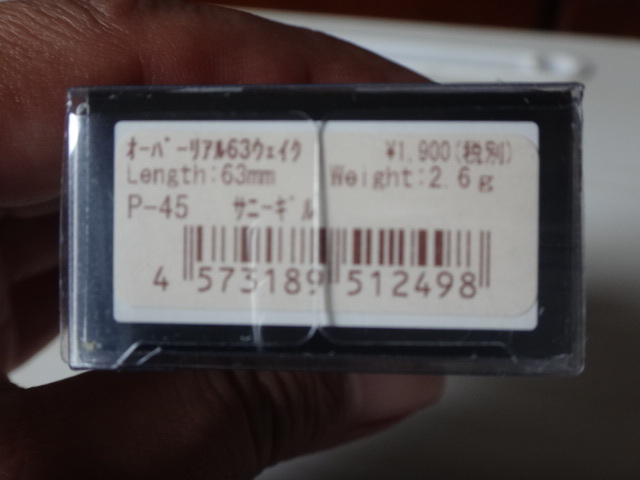 オーバーリアル63ウェイク ¥1,900(税別)
Length:63mm Weight:2.6g
P-45 サニーギル
4 573189 512498